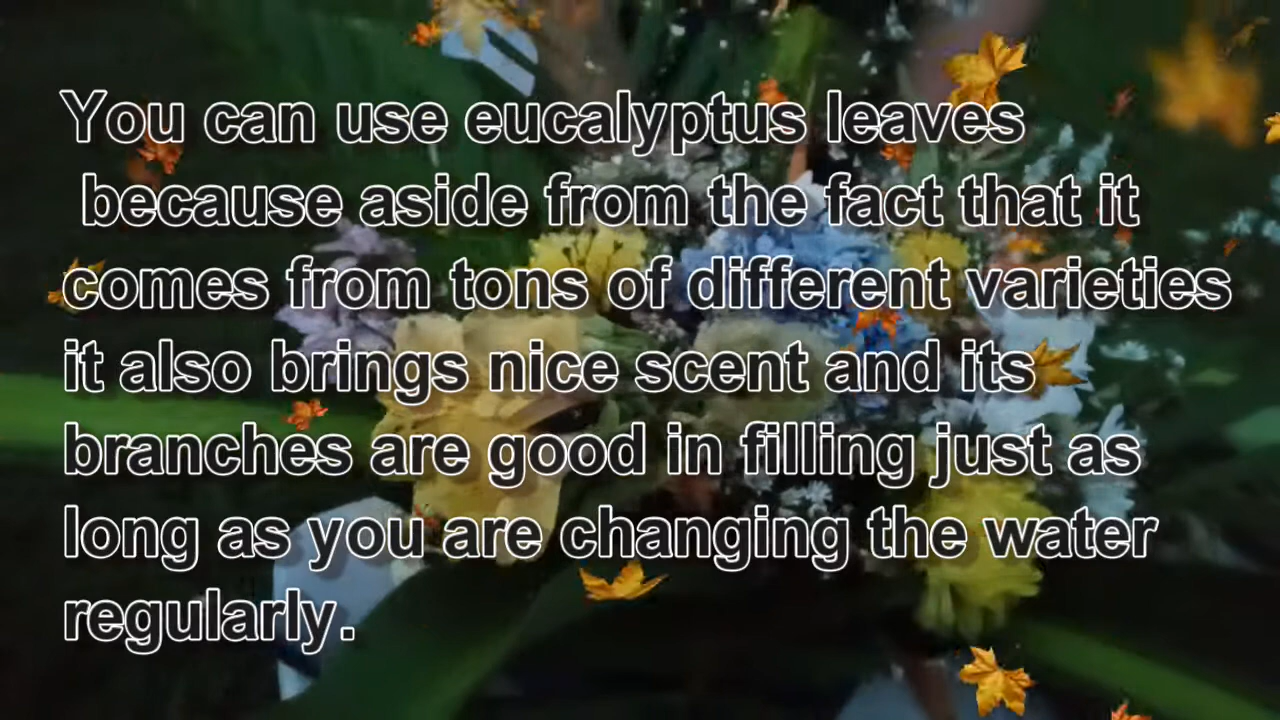 You can use eucalyptus leaves
because aside from the fact that it
comes from tons of different varieties
it also brings nice scent and its
branches are good in filling just as
long as you are changing the water
regularly.